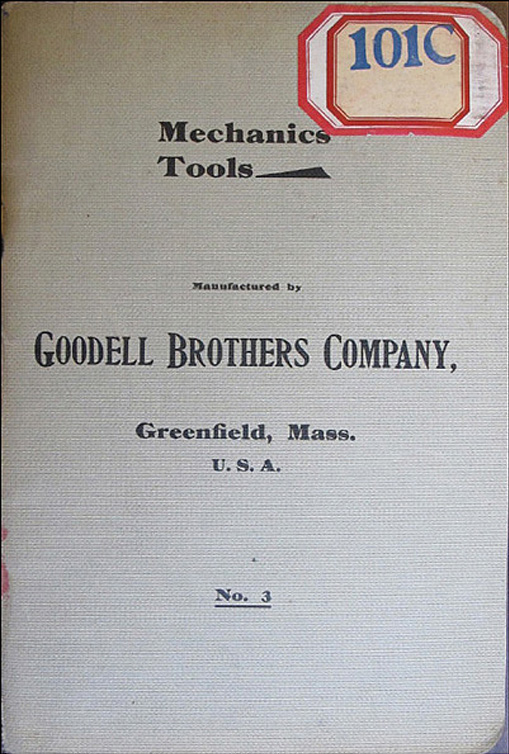 101C
Mechanics
Tools
Manufactured by
GOODELL BROTHERS COMPANY,
Greenfield, Mass.
U. S. A.
No. 3